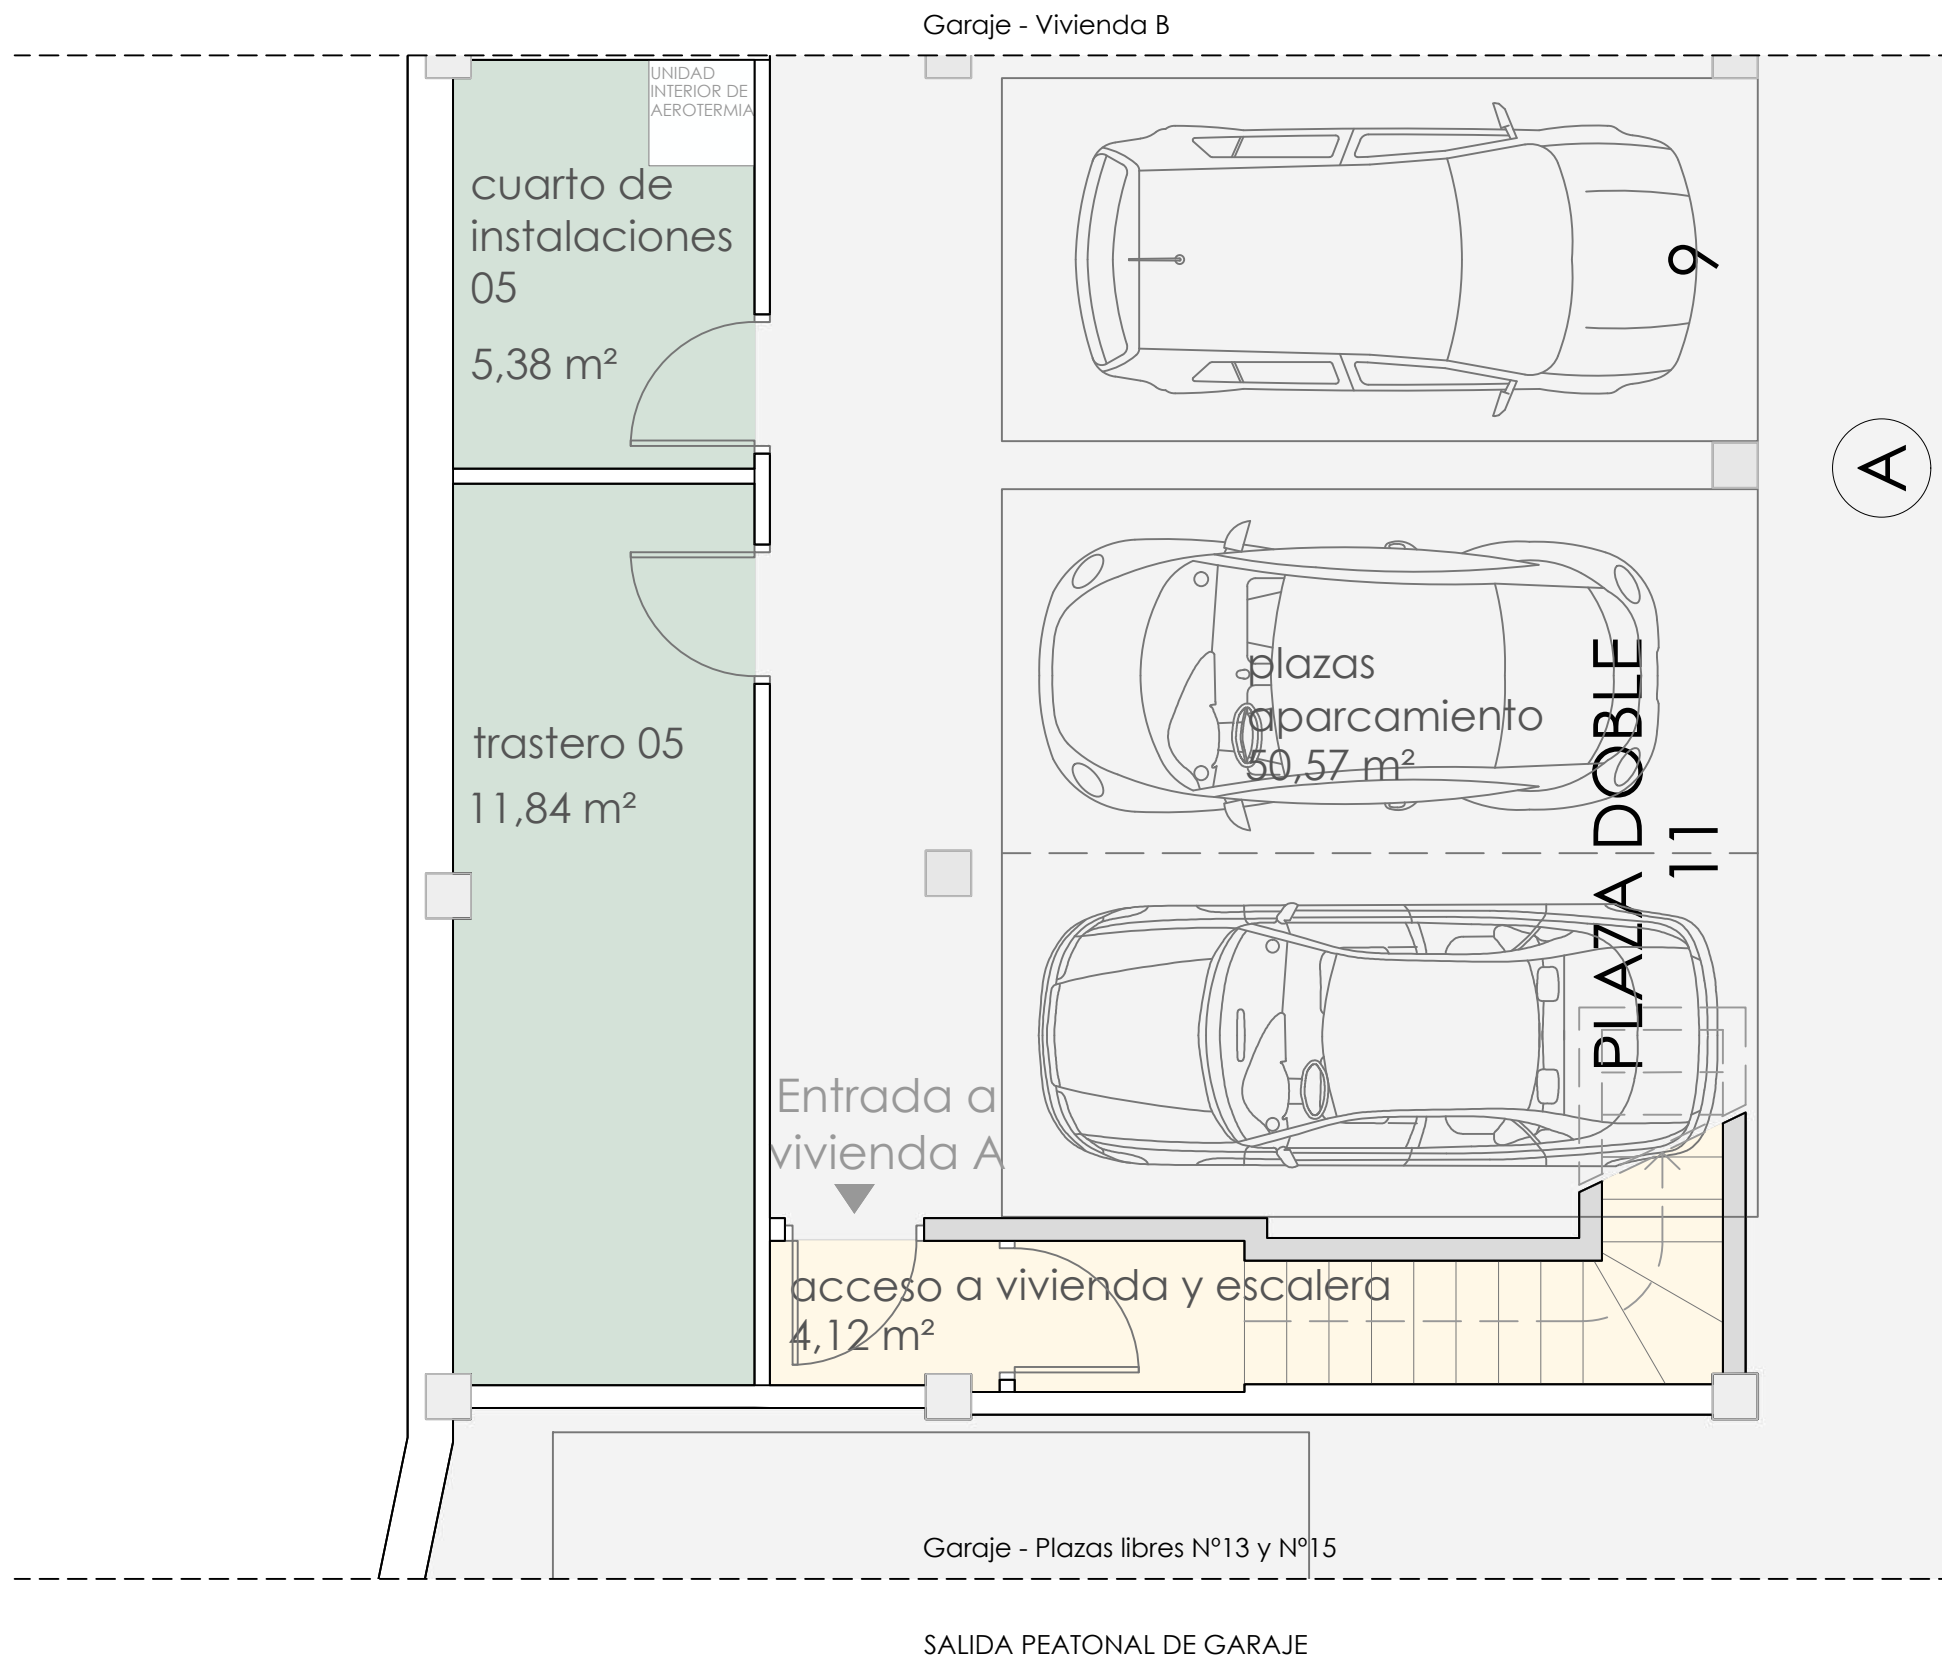 Garaje - Vivienda B
UNIDAD
INTERIOR DE
AEROTERMIA
cuarto de
instalaciones
05
5,38 m²
9
A
plazas
aparcamiento
50,57 m²
PLAZA DOBLE
11
trastero 05
11,84 m²
Entrada a
vivienda A
acceso a vivienda y escalera
4,12 m²
Garaje - Plazas libres Nº13 y Nº15
SALIDA PEATONAL DE GARAJE